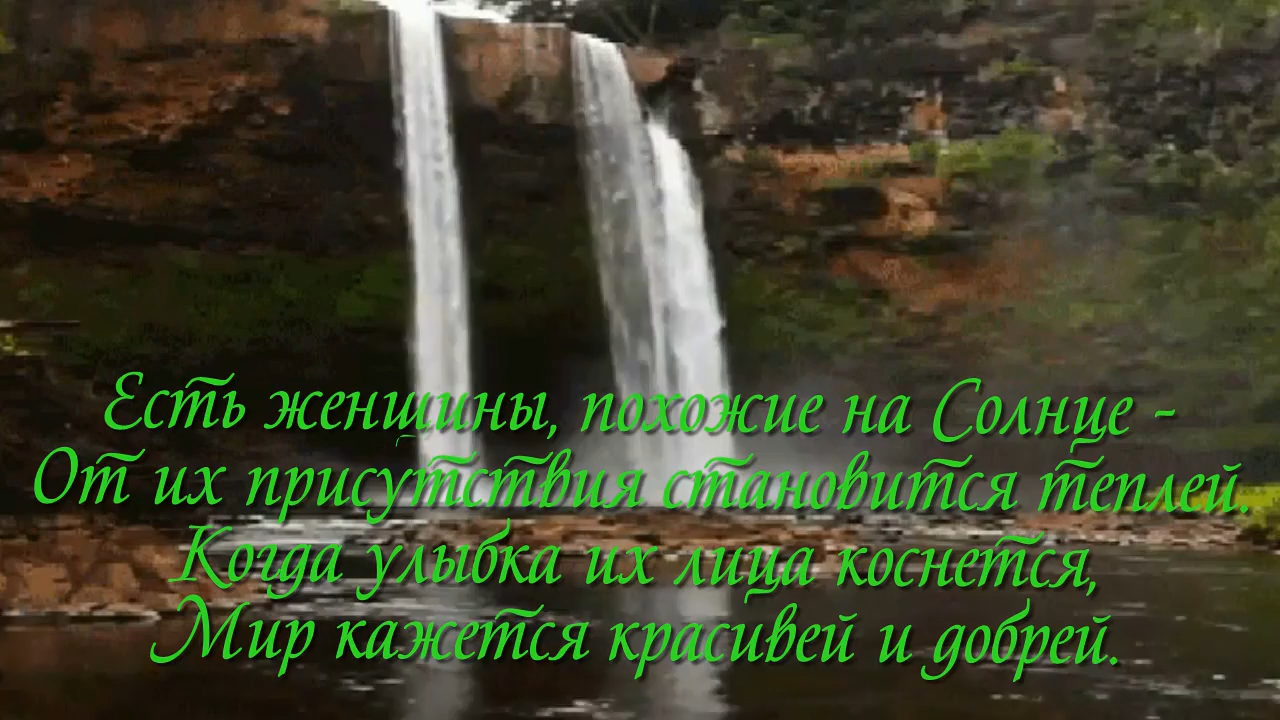 Есть женщины, похожие на Солнце -
От их присутствия становится теплей.
Когда улыбка их лица коснется,
Мир кажется красивей и добрей.